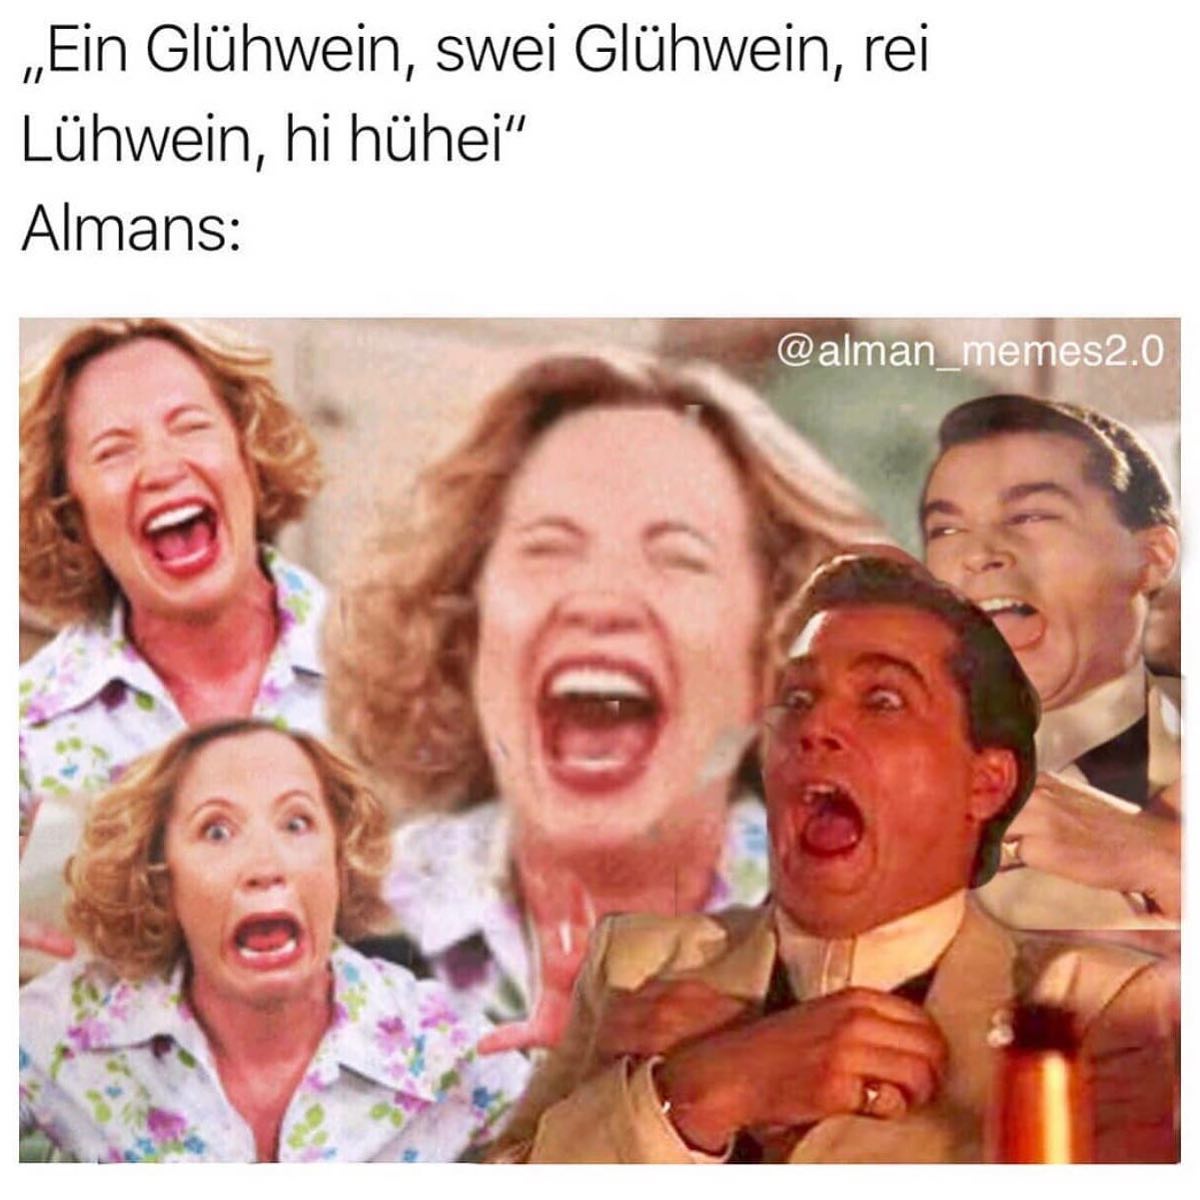 „Ein Glühwein, swei Glühwein, rei
Lühwein, hi hühei“
Almans:
@alman_memes2.0